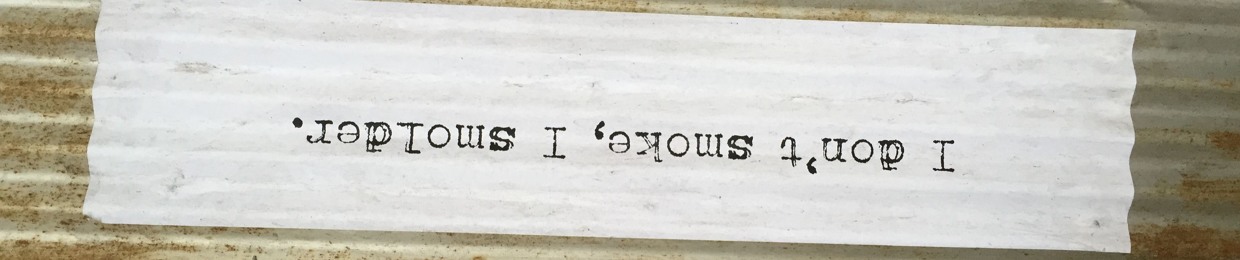 I don't smoke, I smolder.